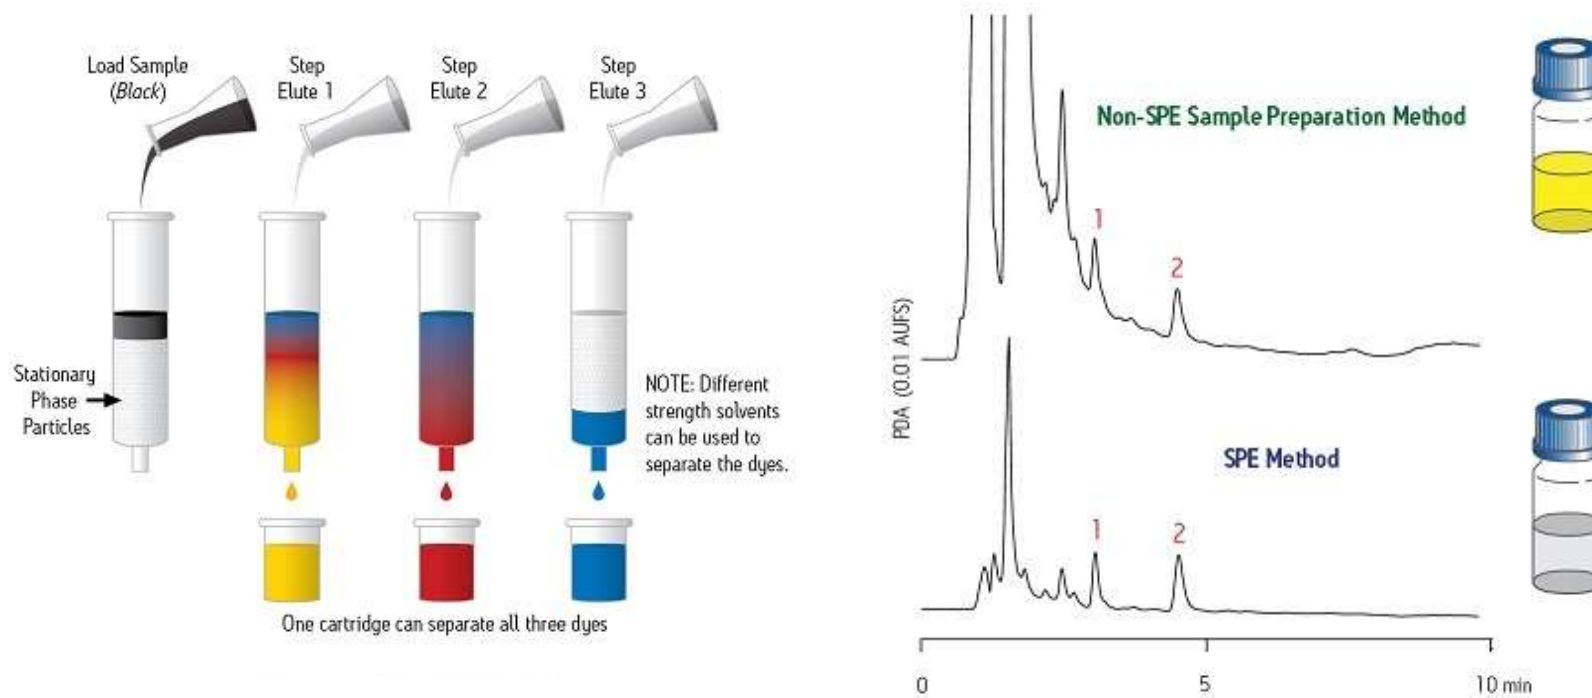 Load Sample
(Black)
Step
Elute 1
Step
Elute 2
Step
Elute 3
Stationary
Phase
Particles
NOTE: Different
strength solvents
can be used to
separate the dyes.
One cartridge can separate all three dyes
Non-SPE Sample Preparation Method
1
2
PDA (0.01 AUFS)
SPE Method
1
2
0
5
10 min